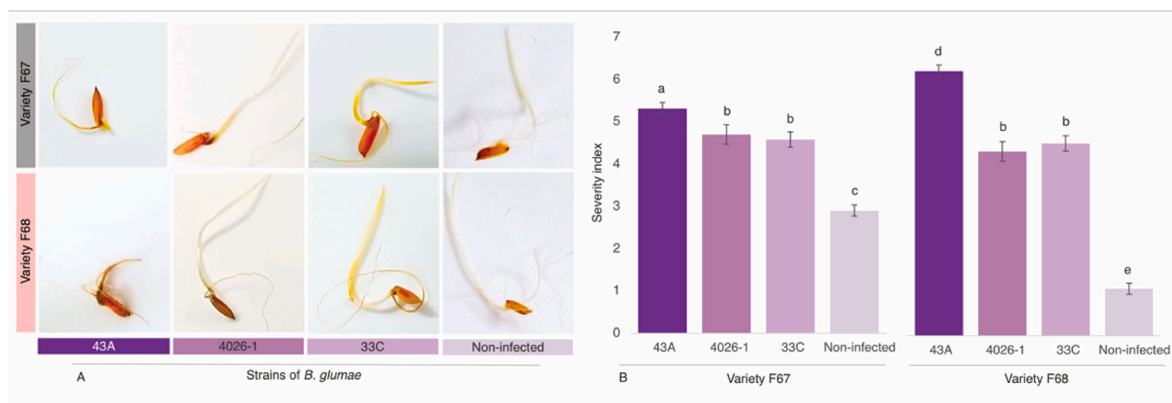 Variety F67
Variety F68
43A
4026-1
33C
Non-infected
A
Strains of B. glumae
Severity index
7
6
5
4
3
2
1
0
a
b
b
c
d
b
b
e
43A
4026-1
33C
Non-infected
43A
4026-1
33C
Non-infected
B
Variety F67
Variety F68